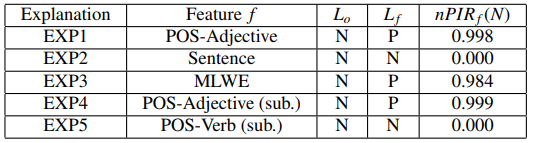 Explanation Feature f L_o L_f nPIR_f(N)
EXP1 POS-Adjective N P 0.998
EXP2 Sentence N N 0.000
EXP3 MLWE N P 0.984
EXP4 POS-Adjective (sub.) N P 0.999
EXP5 POS-Verb (sub.) N N 0.000